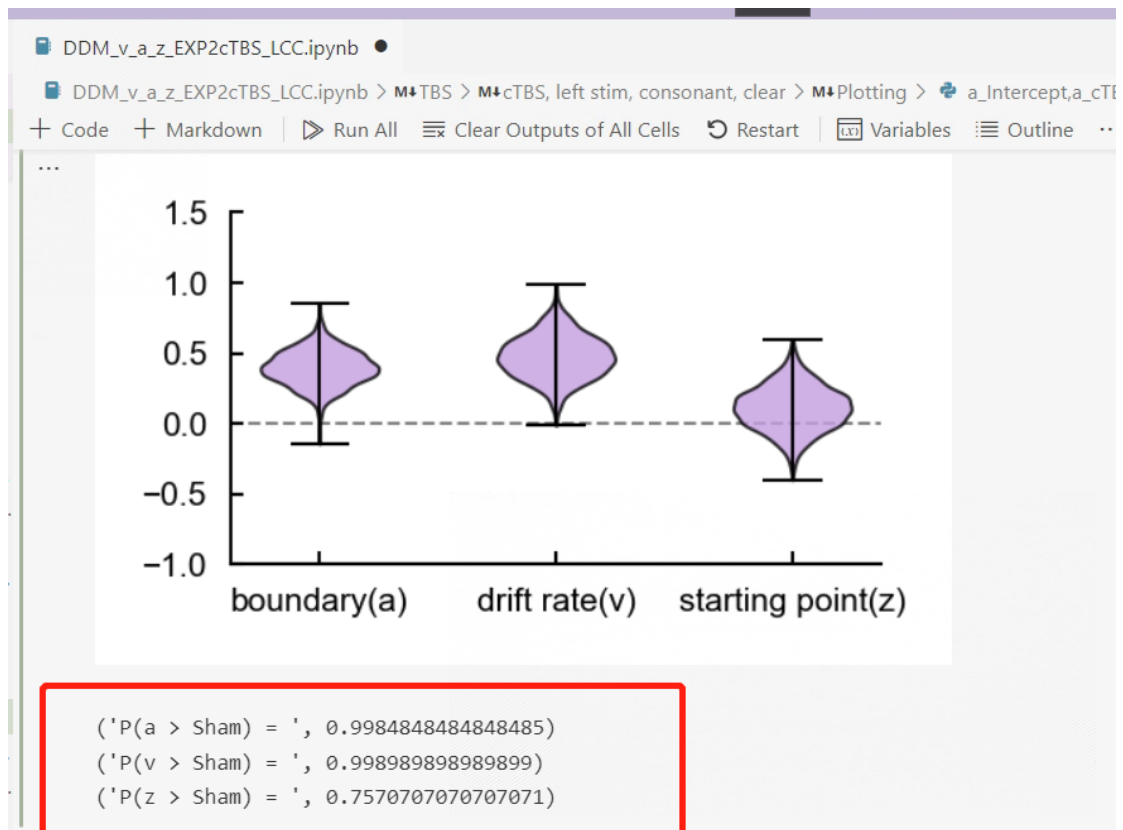 DDM_v_a_z_EXP2cTBS_LCC.ipynb ●
DDM_v_a_z_EXP2cTBS_LCC.ipynb > M↓TBS > M↓cTBS, left stim, consonant, clear > M↓Plotting > a_Intercept,a_cTE
+ Code + Markdown Run All Clear Outputs of All Cells Restart (x) Variables Outline ...
...
1.5
1.0
0.5
0.0
−0.5
−1.0
boundary(a) drift rate(v) starting point(z)
('P(a > Sham) = ', 0.9984848484848485)
('P(v > Sham) = ', 0.998989898989899)
('P(z > Sham) = ', 0.7570707070707071)